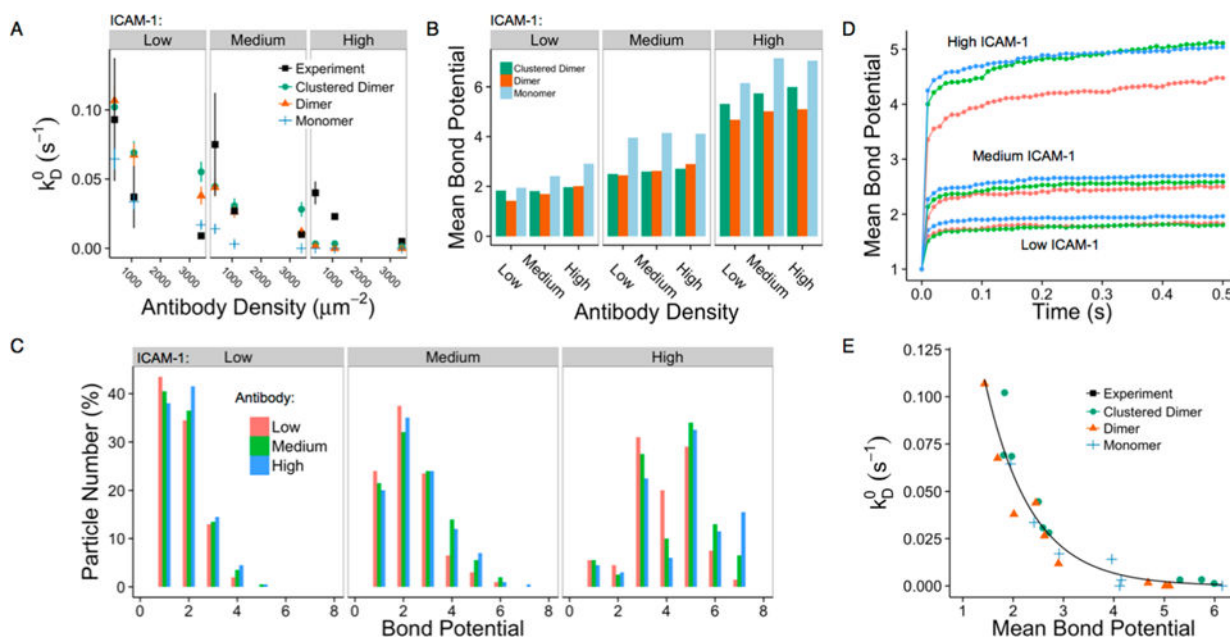 A
ICAM-1:
Low Medium High
k_D^0 (s^−1)
0.10
0.05
0.00
Experiment
Clustered Dimer
Dimer
Monomer
1000 2000 3000 1000 2000 3000 1000 2000 3000
Antibody Density (μm^−2)
B
ICAM-1:
Low Medium High
Mean Bond Potential
6
4
2
0
Clustered Dimer
Dimer
Monomer
Low Medium High Low Medium High Low Medium High
Antibody Density
D
Mean Bond Potential
5
4
3
2
1
High ICAM-1
Medium ICAM-1
Low ICAM-1
0.0 0.1 0.2 0.3 0.4 0.5
Time (s)
C
ICAM-1: Low Medium High
Particle Number (%)
40
30
20
10
0
Antibody:
Low
Medium
High
0 2 4 6 8 0 2 4 6 8 0 2 4 6 8
Bond Potential
E
k_D^0 (s^−1)
0.125
0.100
0.075
0.050
0.025
0.000
Experiment
Clustered Dimer
Dimer
Monomer
1 2 3 4 5 6
Mean Bond Potential